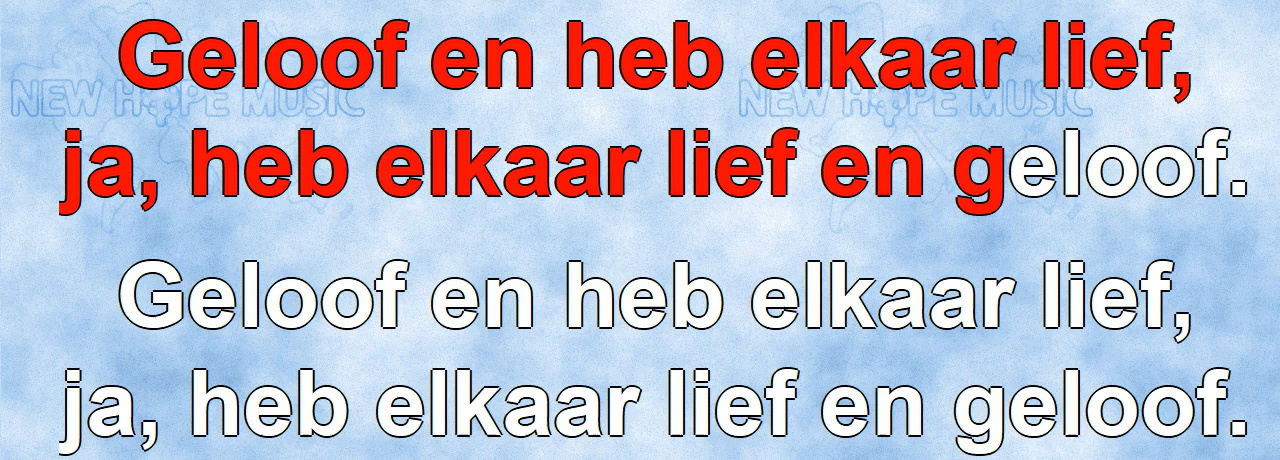 Geloof en heb elkaar lief,
NEW HOPE MUSIC NEW HOPE MUSIC
ja, heb elkaar lief en geloof.
Geloof en heb elkaar lief,
ja, heb elkaar lief en geloof.